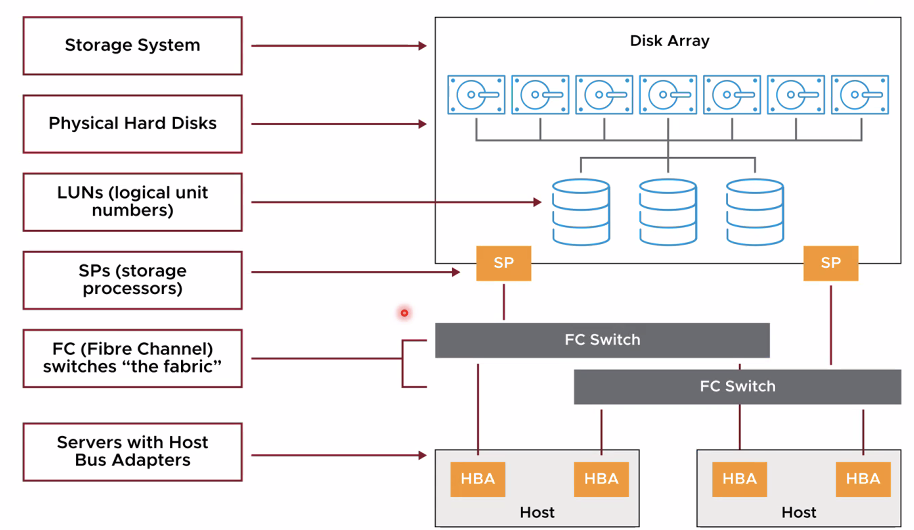 Storage System
Physical Hard Disks
LUNs (logical unit
numbers)
SPs (storage
processors)
FC (Fibre Channel)
switches “the fabric”
Servers with Host
Bus Adapters
Disk Array
SP
SP
FC Switch
FC Switch
HBA
HBA
Host
HBA
HBA
Host